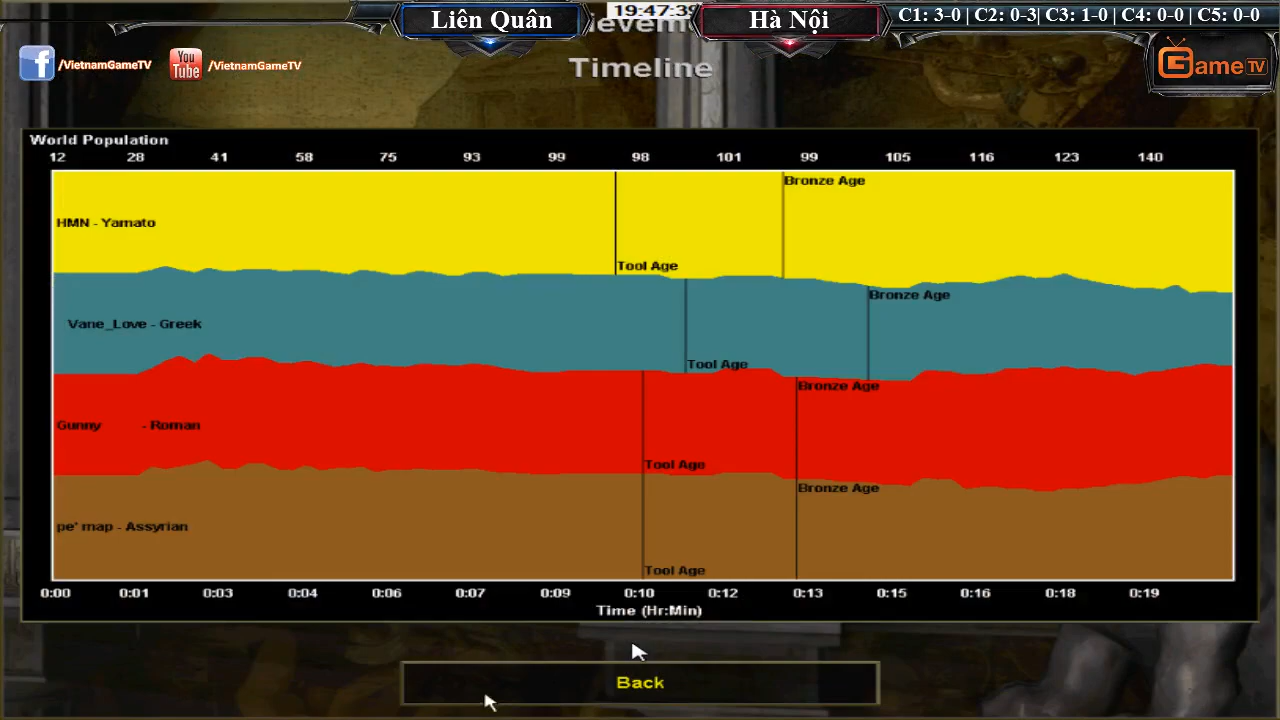 Liên Quân
19:47:39
Hà Nội
C1: 3-0 | C2: 0-3| C3: 1-0 | C4: 0-0 | C5: 0-0
/VietnamGameTV
You Tube
/VietnamGameTV
Timeline
GameTV
World Population
12 28 41 58 75 93 99 98 101 99 105 116 123 140
Bronze Age
HMN - Yamato
Tool Age
Bronze Age
Vane_Love - Greek
Tool Age
Bronze Age
Gunny - Roman
Tool Age
Bronze Age
pe' map - Assyrian
Tool Age
0:00 0:01 0:03 0:04 0:06 0:07 0:09 0:10 0:12 0:13 0:15 0:16 0:18 0:19
Time (Hr:Min)
Back